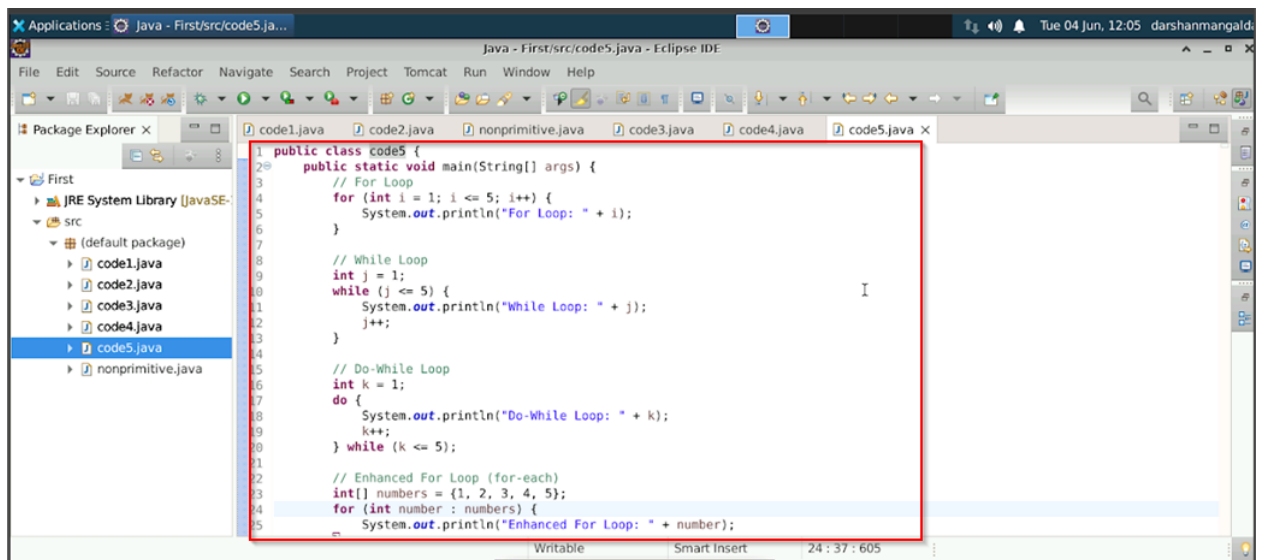 Applications : Java - First/src/code5.ja...
Tue 04 Jun, 12:05 darshanmangalda
Java - First/src/code5.java - Eclipse IDE
File Edit Source Refactor Navigate Search Project Tomcat Run Window Help
Package Explorer code1.java code2.java nonprimitive.java code3.java code4.java code5.java
First
JRE System Library [JavaSE-
src
(default package)
code1.java
code2.java
code3.java
code4.java
code5.java
nonprimitive.java
1 public class code5 {
2 public static void main(String[] args) {
3 // For Loop
4 for (int i = 1; i <= 5; i++) {
5 System.out.println("For Loop: " + i);
6 }
7
8 // While Loop
9 int j = 1;
10 while (j <= 5) {
11 System.out.println("While Loop: " + j);
12 j++;
13 }
14
15 // Do-While Loop
16 int k = 1;
17 do {
18 System.out.println("Do-While Loop: " + k);
19 k++;
20 } while (k <= 5);
21
22 // Enhanced For Loop (for-each)
23 int[] numbers = {1, 2, 3, 4, 5};
24 for (int number : numbers) {
25 System.out.println("Enhanced For Loop: " + number);
Writable Smart Insert 24 : 37 : 605